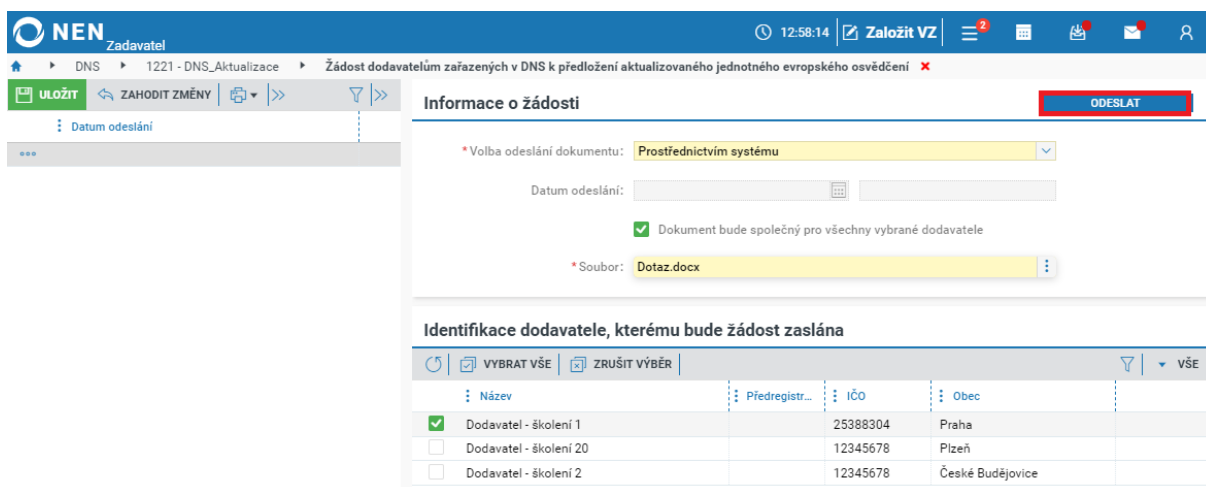 NEN Zadavatel 12:58:14 Založit VZ 2
DNS 1221 - DNS_Aktualizace Žádost dodavatelům zařazených v DNS k předložení aktualizovaného jednotného evropského osvědčení
ULOŽIT ZAHODIT ZMĚNY
Datum odeslání
Informace o žádosti ODESLAT
*Volba odeslání dokumentu: Prostřednictvím systému
Datum odeslání:
Dokument bude společný pro všechny vybrané dodavatele
*Soubor: Dotaz.docx
Identifikace dodavatele, kterému bude žádost zaslána
VYBRAT VŠE ZRUŠIT VÝBĚR VŠE
Název Předregistr... IČO Obec
Dodavatel - školení 1 25388304 Praha
Dodavatel - školení 20 12345678 Plzeň
Dodavatel - školení 2 12345678 České Budějovice